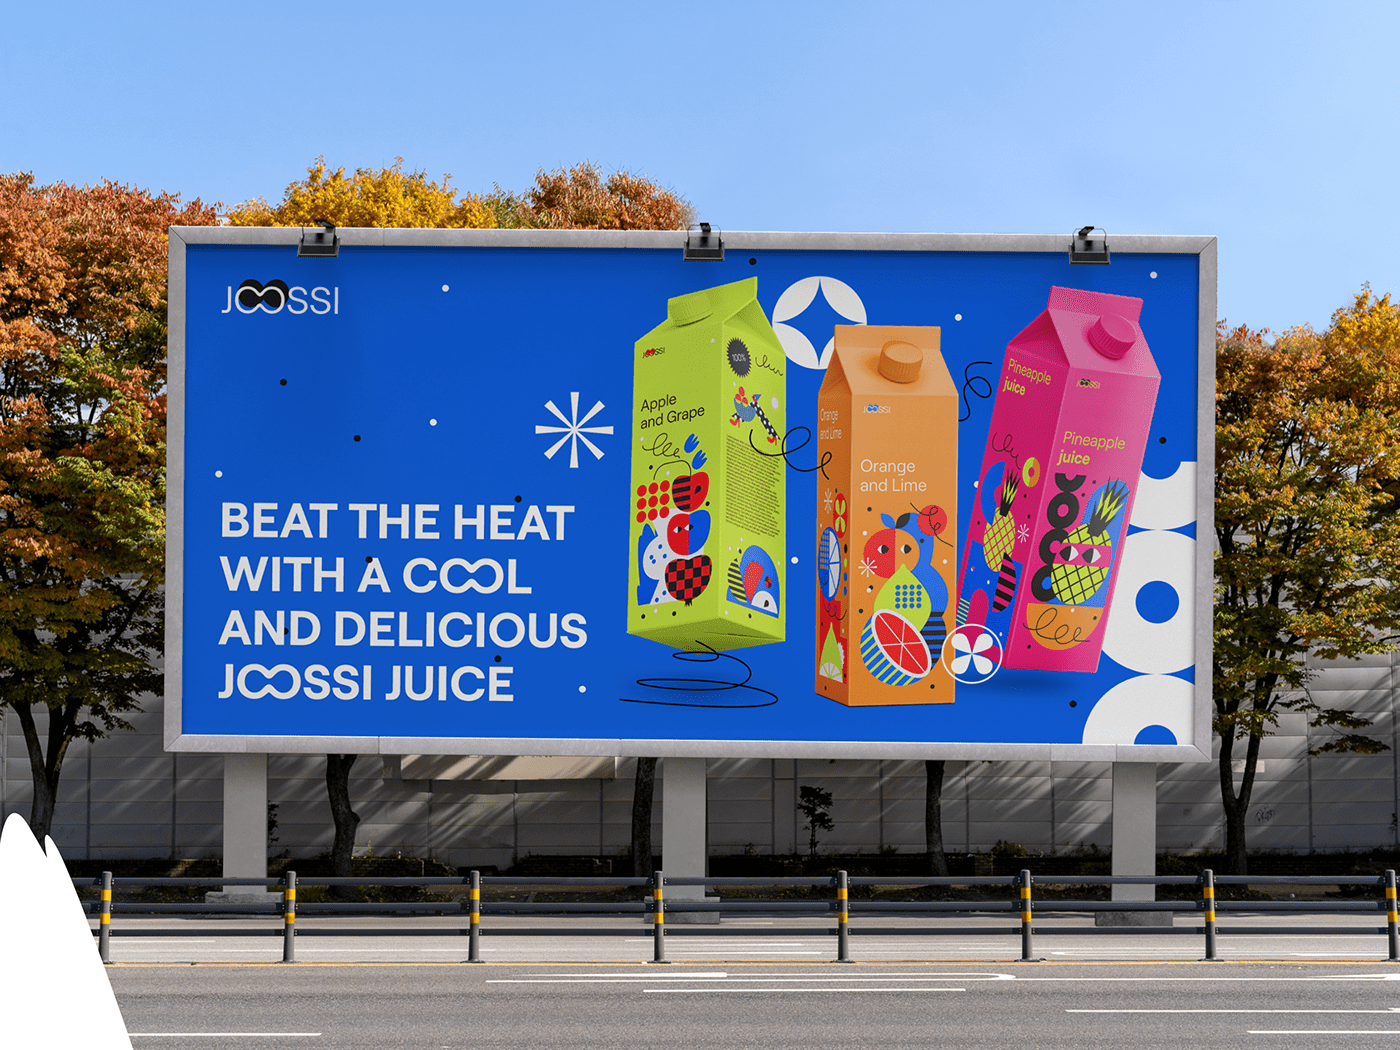 JOOSSI
BEAT THE HEAT
WITH A COOL
AND DELICIOUS
JOOSSI JUICE
JOOSSI
100%
Apple
and Grape
Orange
and Lime
JOOSSI
Orange
and Lime
Pineapple
juice
JOOSSI
Pineapple
juice